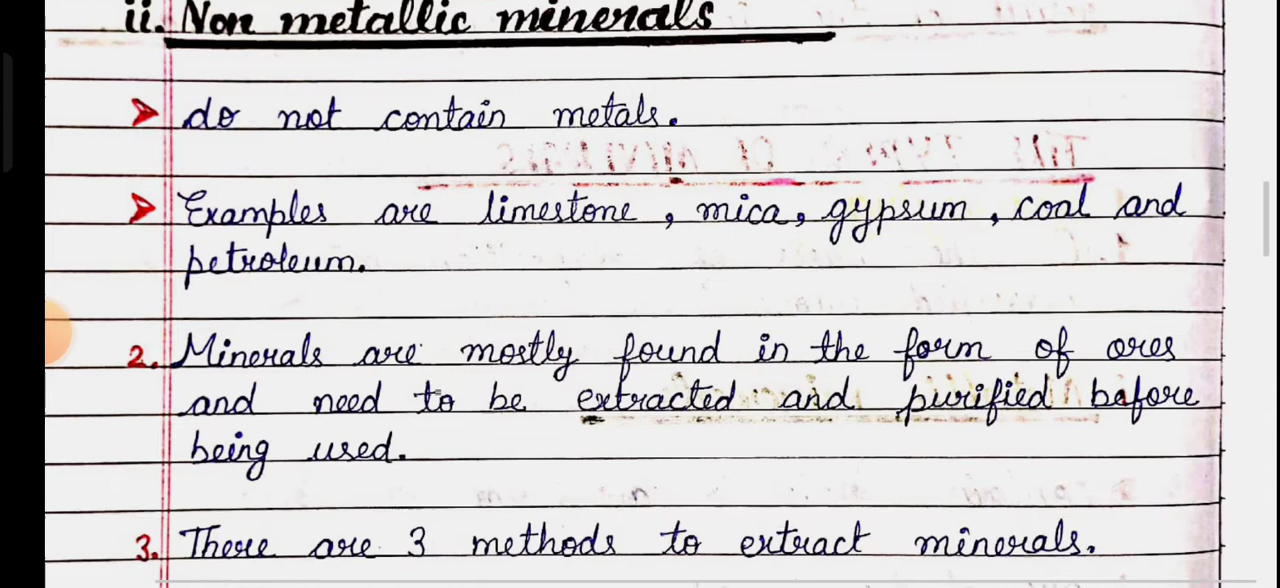 ii. Non metallic minerals
➤ do not contain metals.
➤ Examples are limestone, mica, gypsum, coal and
petroleum.
2. Minerals are mostly found in the form of ores
and need to be extracted and purified before
being used.
3. There are 3 methods to extract minerals.